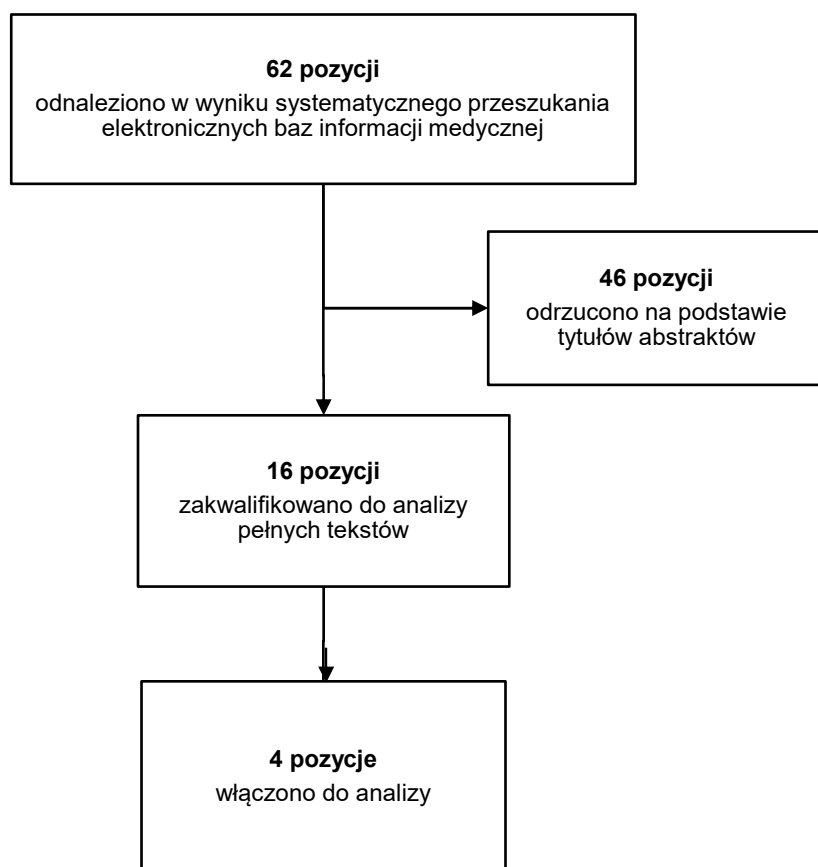 62 pozycji
odnaleziono w wyniku systematycznego przeszukania
elektronicznych baz informacji medycznej
46 pozycji
odrzucono na podstawie
tytułów abstraktów
16 pozycji
zakwalifikowano do analizy
pełnych tekstów
4 pozycje
włączono do analizy